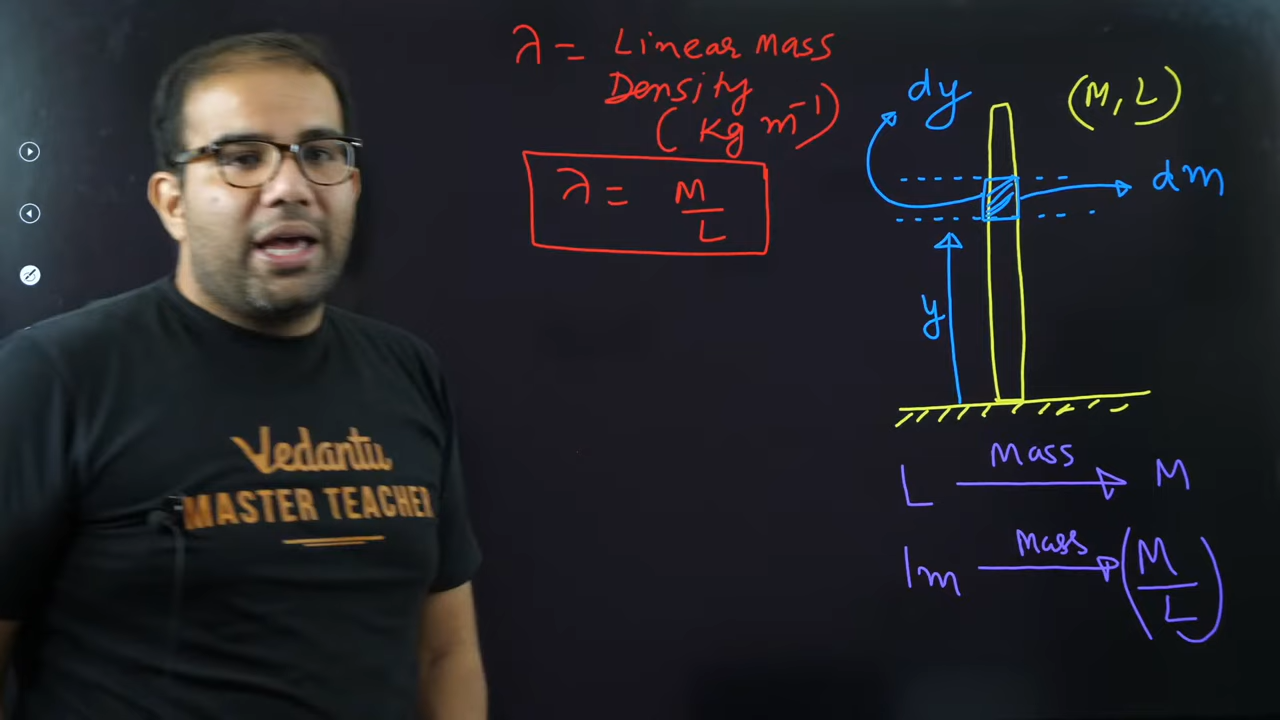 λ = Linear Mass
Density
(Kg m⁻¹)
λ = M/L
dy
(M, L)
dm
y
L Mass M
1m Mass (M/L)
Vedantu
MASTER TEACHER